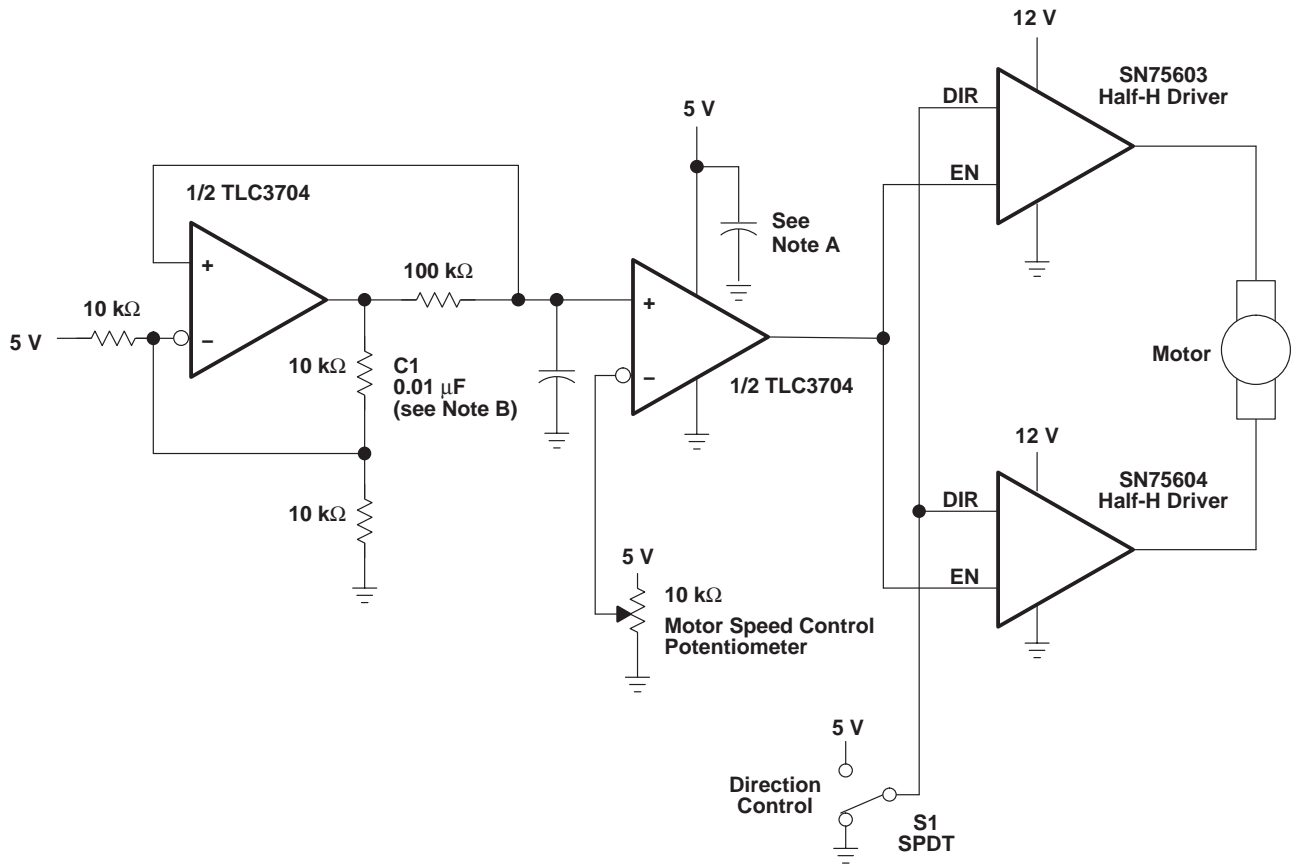 12 V
SN75603
Half-H Driver
DIR
EN
5 V
See
Note A
1/2 TLC3704
+
−
100 kΩ
10 kΩ
5 V
10 kΩ
C1
0.01 μF
(see Note B)
10 kΩ
+
−
1/2 TLC3704
Motor
12 V
SN75604
Half-H Driver
DIR
EN
5 V
10 kΩ
Motor Speed Control
Potentiometer
5 V
Direction
Control
S1
SPDT